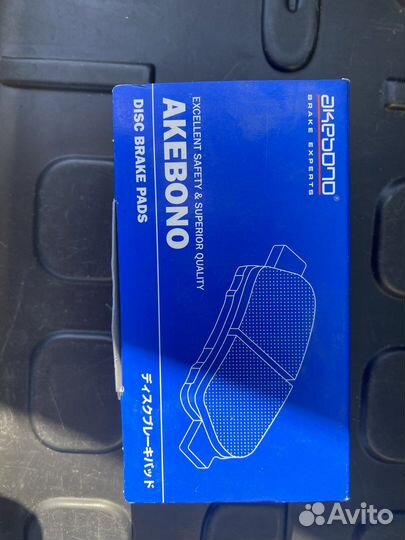 akebono
BRAKE EXPERTS
EXCELLENT SAFETY & SUPERIOR QUALITY
AKEBONO
DISC BRAKE PADS
ディスクブレーキパッド
Avito